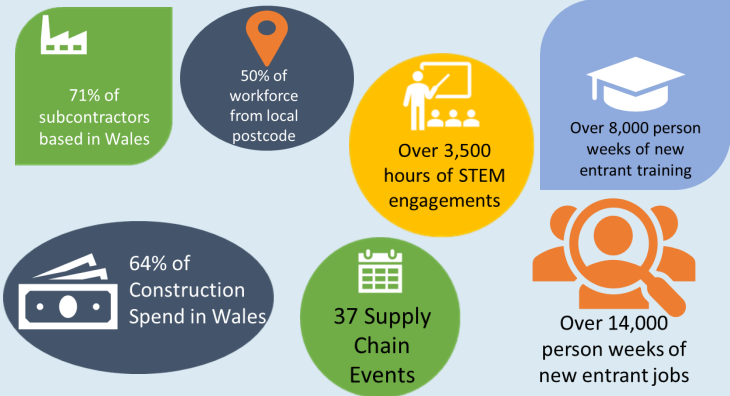 71% of
subcontractors
based in Wales
50% of
workforce
from local
postcode
Over 3,500
hours of STEM
engagements
Over 8,000 person
weeks of new
entrant training
64% of
Construction
Spend in Wales
37 Supply
Chain
Events
Over 14,000
person weeks of
new entrant jobs